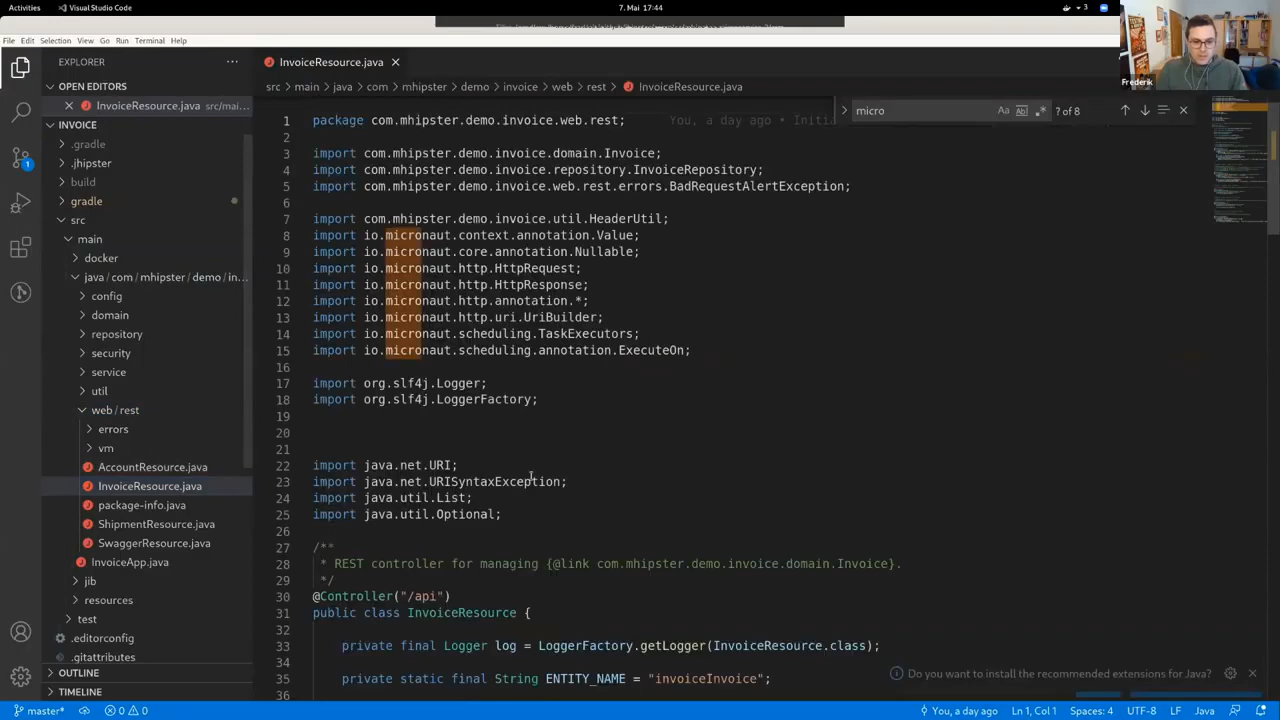 Activities
Visual Studio Code
7. Mai 17:44
3
File Edit Selection View Go Run Terminal Help
Frederik
EXPLORER
OPEN EDITORS
InvoiceResource.java src/mai...
INVOICE
.gradle
.jhipster
build
gradle
src
main
docker
java/com/mhipster/demo/in...
config
domain
repository
security
service
util
web/rest
errors
vm
AccountResource.java
InvoiceResource.java
package-info.java
ShipmentResource.java
SwaggerResource.java
InvoiceApp.java
jib
resources
test
.editorconfig
.gitattributes
OUTLINE
TIMELINE
1
InvoiceResource.java
src > main > java > com > mhipster > demo > invoice > web > rest > InvoiceResource.java
micro
Aa Ab .*
? of 8
1 package com.mhipster.demo.invoice.web.rest; You, a day ago • Initi
2
3 import com.mhipster.demo.invoice.domain.Invoice;
4 import com.mhipster.demo.invoice.repository.InvoiceRepository;
5 import com.mhipster.demo.invoice.web.rest.errors.BadRequestAlertException;
6
7 import com.mhipster.demo.invoice.util.HeaderUtil;
8 import io.micronaut.context.annotation.Value;
9 import io.micronaut.core.annotation.Nullable;
10 import io.micronaut.http.HttpRequest;
11 import io.micronaut.http.HttpResponse;
12 import io.micronaut.http.annotation.*;
13 import io.micronaut.http.uri.UriBuilder;
14 import io.micronaut.scheduling.TaskExecutors;
15 import io.micronaut.scheduling.annotation.ExecuteOn;
16
17 import org.slf4j.Logger;
18 import org.slf4j.LoggerFactory;
19
20
21
22 import java.net.URI;
23 import java.net.URISyntaxException;
24 import java.util.List;
25 import java.util.Optional;
26
27 /**
28 * REST controller for managing {@link com.mhipster.demo.invoice.domain.Invoice}.
29 */
30 @Controller("/api")
31 public class InvoiceResource {
32
33 private final Logger log = LoggerFactory.getLogger(InvoiceResource.class);
34
35 private static final String ENTITY_NAME = "invoiceInvoice";
36
Do you want to install the recommended extensions for Java?
master* 0 0 You, a day ago Ln 1, Col 1 Spaces: 4 UTF-8 LF Java